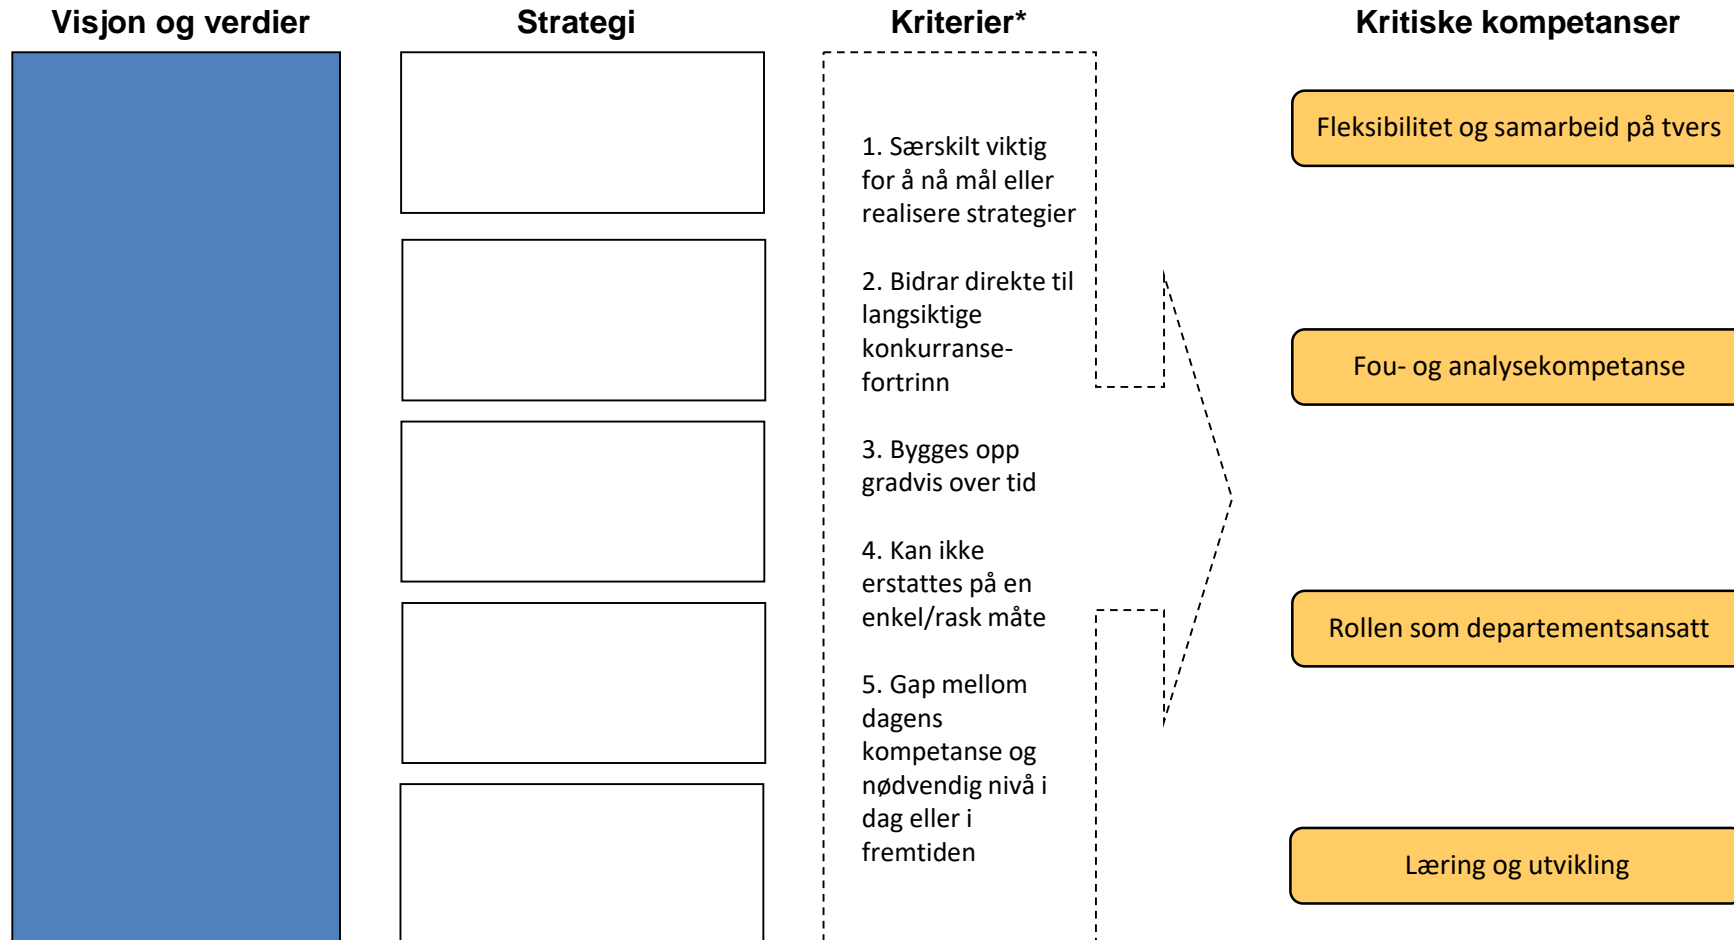 Visjon og verdier
Strategi
Kriterier*
Kritiske kompetanser
1. Særskilt viktig
for å nå mål eller
realisere strategier
2. Bidrar direkte til
langsiktige
konkurranse-
fortrinn
3. Bygges opp
gradvis over tid
4. Kan ikke
erstattes på en
enkel/rask måte
5. Gap mellom
dagens
kompetanse og
nødvendig nivå i
dag eller i
fremtiden
Fleksibilitet og samarbeid på tvers
Fou- og analysekompetanse
Rollen som departementsansatt
Læring og utvikling